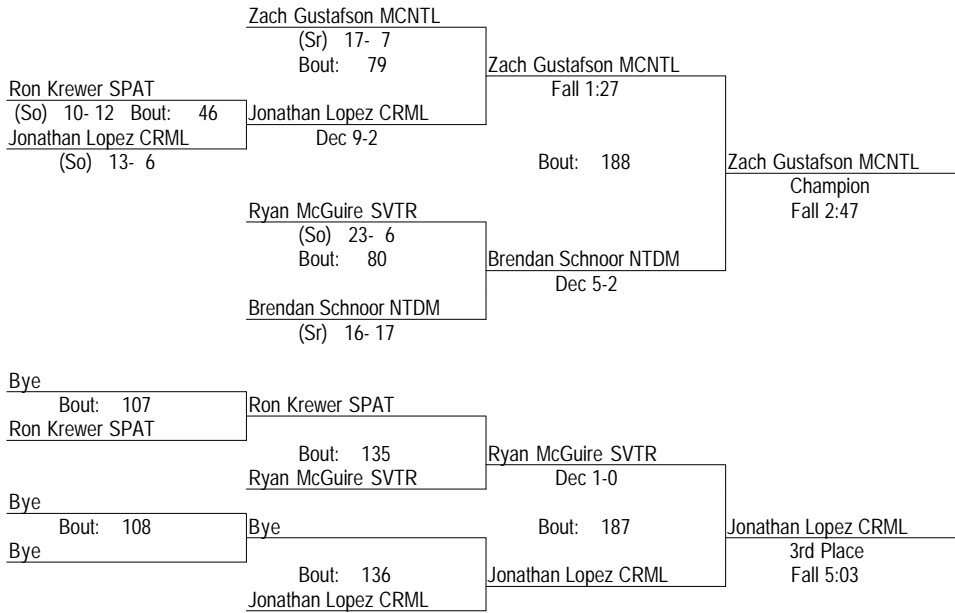 Zach Gustafson MCNTL
(Sr) 17- 7
Bout: 79
Zach Gustafson MCNTL
Fall 1:27
Ron Krewer SPAT
(So) 10- 12 Bout: 46
Jonathan Lopez CRML
Dec 9-2
Jonathan Lopez CRML
(So) 13- 6
Bout: 188
Zach Gustafson MCNTL
Champion
Fall 2:47
Ryan McGuire SVTR
(So) 23- 6
Bout: 80
Brendan Schnoor NTDM
Dec 5-2
Brendan Schnoor NTDM
(Sr) 16- 17
Bye
Bout: 107
Ron Krewer SPAT
Ron Krewer SPAT
Bout: 135
Ryan McGuire SVTR
Dec 1-0
Ryan McGuire SVTR
Bye
Bout: 108
Bye
Bye
Bout: 187
Jonathan Lopez CRML
3rd Place
Fall 5:03
Bout: 136
Jonathan Lopez CRML
Jonathan Lopez CRML